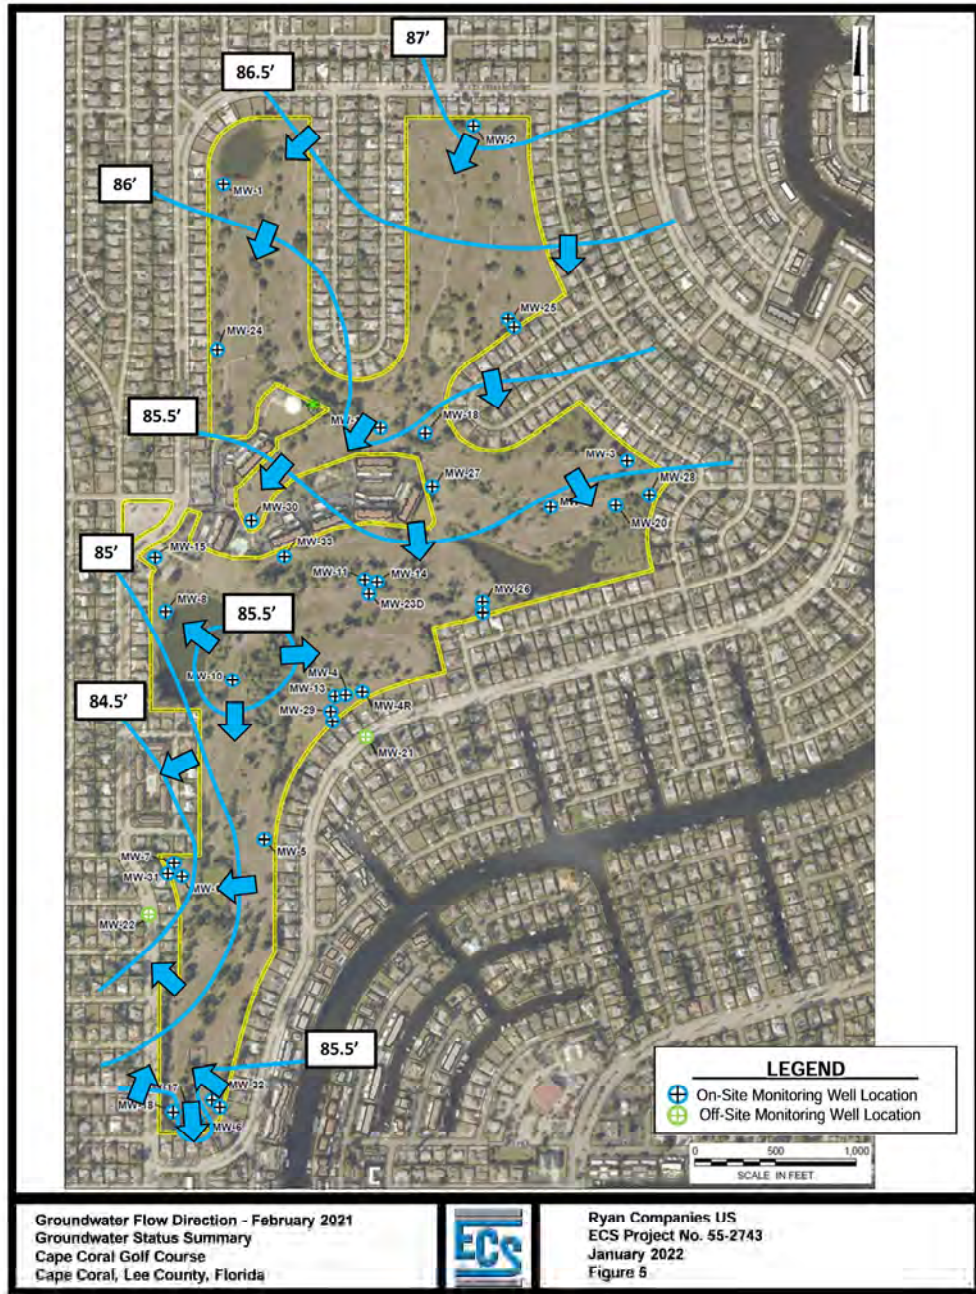 87'
86.5'
MW-2
86'
MW-1
MW-25
MW-24
85.5'
MW-18
MW-3
MW-27
MW-28
MW-30
MW-20
85'
MW-15
MW-33
MW-11
MW-14
MW-26
MW-8
85.5'
MW-23D
MW-4
MW-10
MW-13
84.5'
MW-29
MW-4R
MW-21
MW-5
MW-7
MW-31
MW-22
85.5'
MW-32
MW-6
LEGEND
On-Site Monitoring Well Location
Off-Site Monitoring Well Location
0 500 1,000
SCALE IN FEET
Groundwater Flow Direction - February 2021
Groundwater Status Summary
Cape Coral Golf Course
Cape Coral, Lee County, Florida
ECS
Ryan Companies US
ECS Project No. 55-2743
January 2022
Figure 5